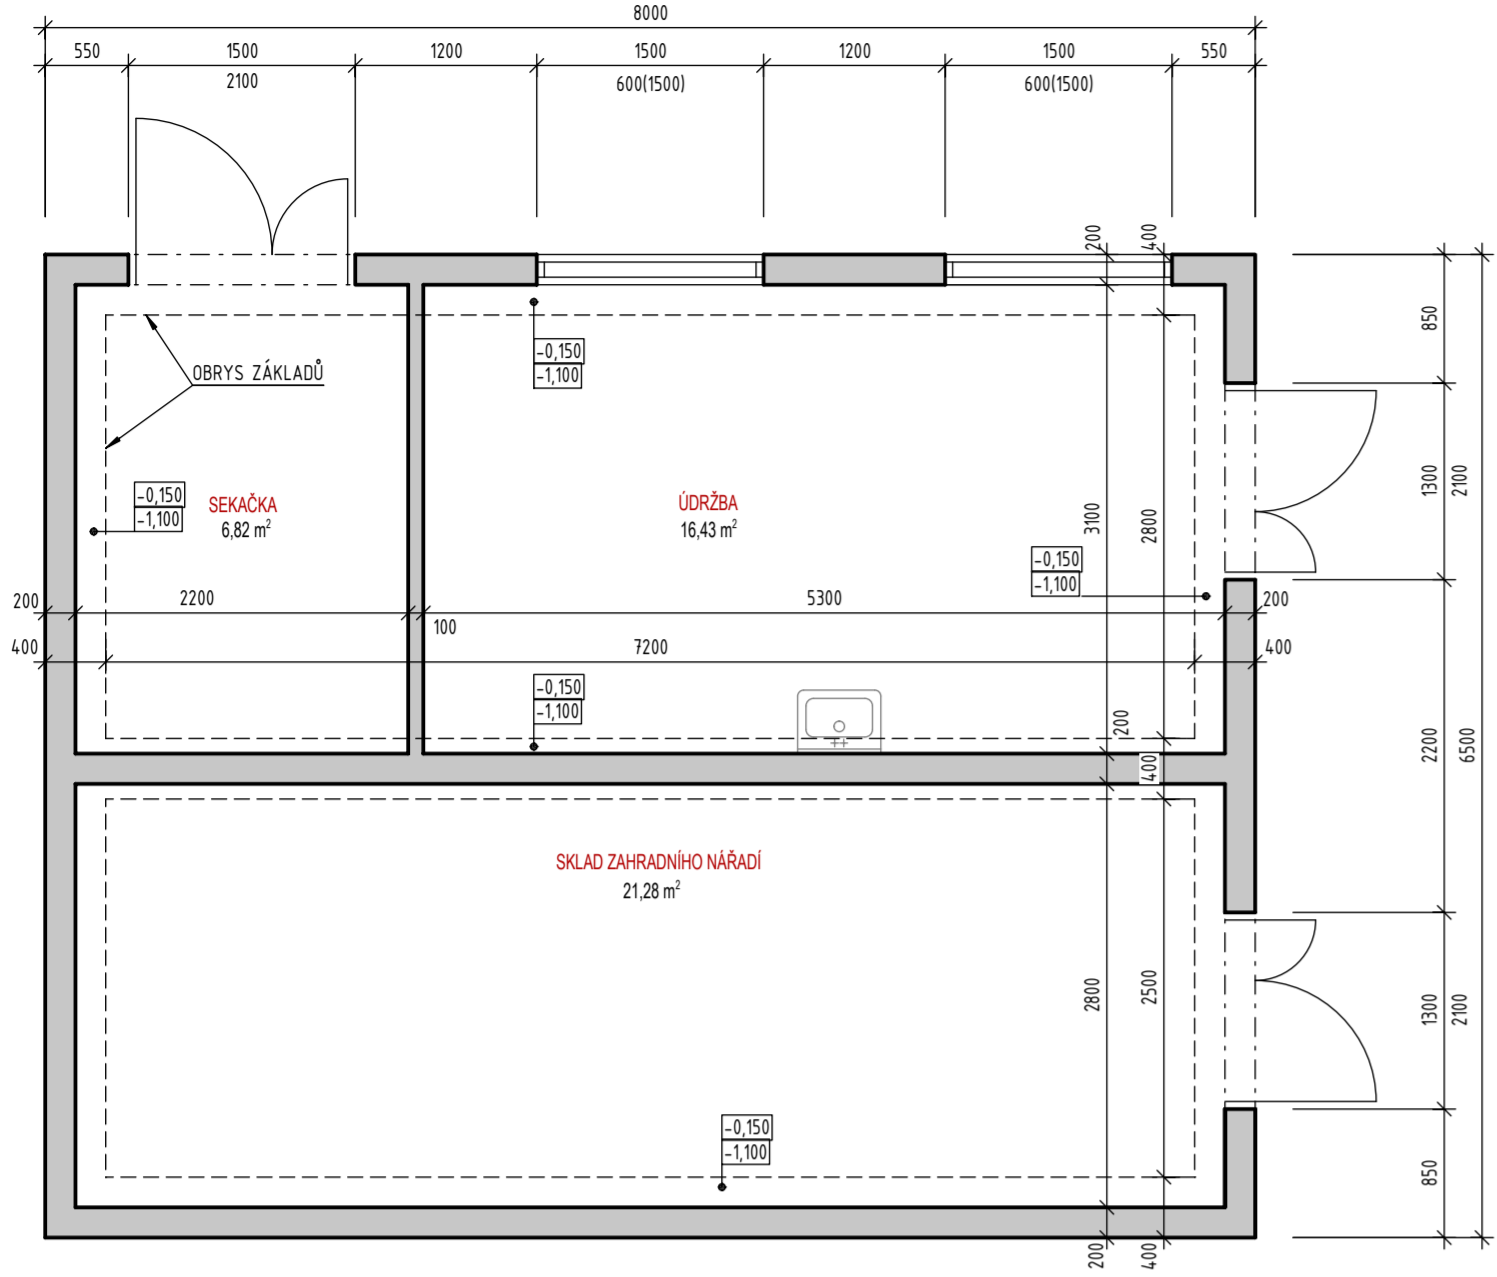 8000
550 1500 1200 1500 1200 1500 550
2100 600(1500) 600(1500)
200 400
850
-0,150
-1,100
OBRYS ZÁKLADŮ
1300 2100
-0,150
-1,100
SEKAČKA
6,82 m²
ÚDRŽBA
16,43 m²
3100 2800
-0,150
-1,100
200 2200 100 5300 200
400 7200 400
-0,150
-1,100
200
400
2200 6500
SKLAD ZAHRADNÍHO NÁŘADÍ
21,28 m²
2800 2500
1300 2100
-0,150
-1,100
850
200 400